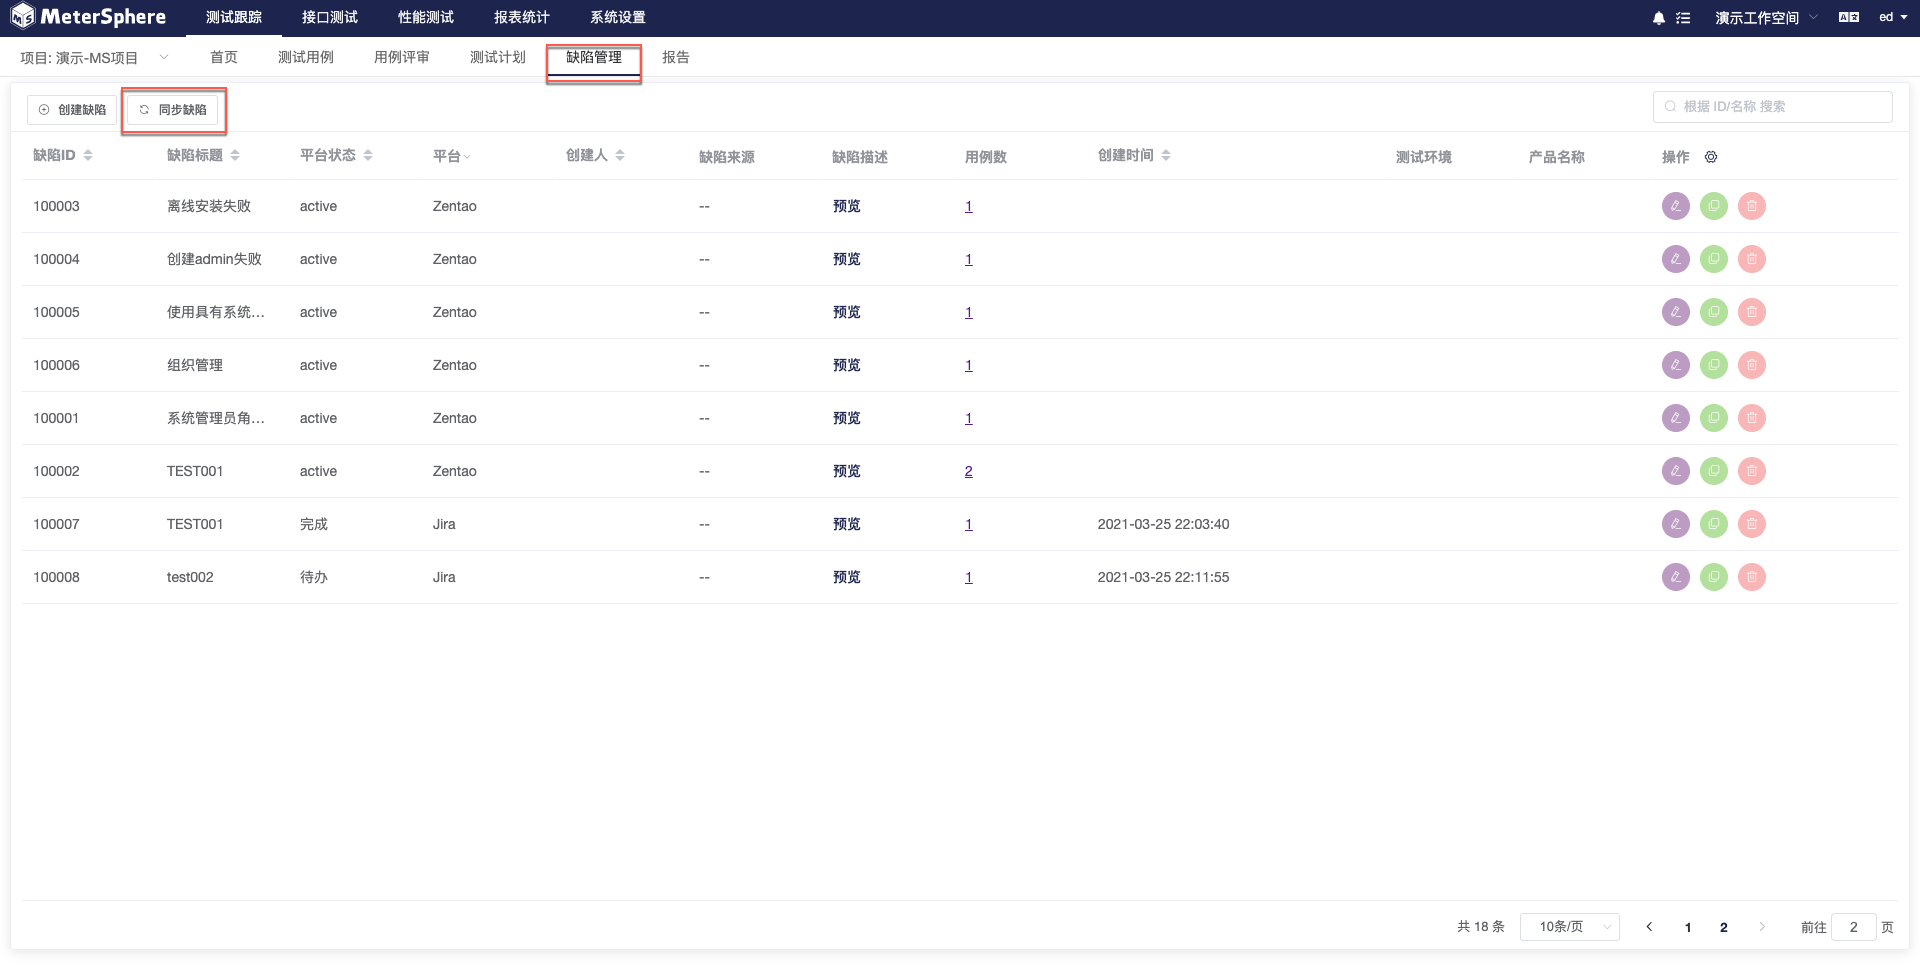 MeterSphere 测试跟踪 接口测试 性能测试 报表统计 系统设置 演示工作空间 ed
项目: 演示-MS项目 首页 测试用例 用例评审 测试计划 缺陷管理 报告
创建缺陷 同步缺陷 根据 ID/名称 搜索
缺陷ID 缺陷标题 平台状态 平台 创建人 缺陷来源 缺陷描述 用例数 创建时间 测试环境 产品名称 操作
100003 离线安装失败 active Zentao -- 预览 1
100004 创建admin失败 active Zentao -- 预览 1
100005 使用具有系统... active Zentao -- 预览 1
100006 组织管理 active Zentao -- 预览 1
100001 系统管理员角... active Zentao -- 预览 1
100002 TEST001 active Zentao -- 预览 2
100007 TEST001 完成 Jira -- 预览 1 2021-03-25 22:03:40
100008 test002 待办 Jira -- 预览 1 2021-03-25 22:11:55
共 18 条 10条/页 1 2 前往 2 页